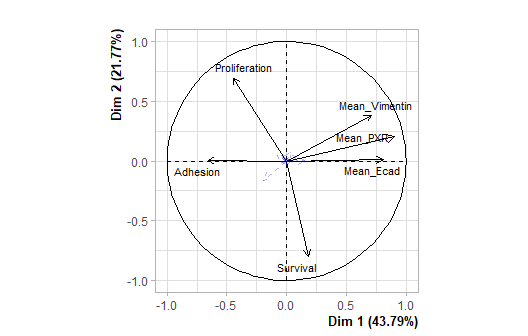 Dim 2 (21.77%)
1.0
0.5
0.0
-0.5
-1.0
Proliferation
Mean_Vimentin
Mean_PXR
Adhesion
Mean_Ecad
Survival
-1.0
-0.5
0.0
0.5
1.0
Dim 1 (43.79%)